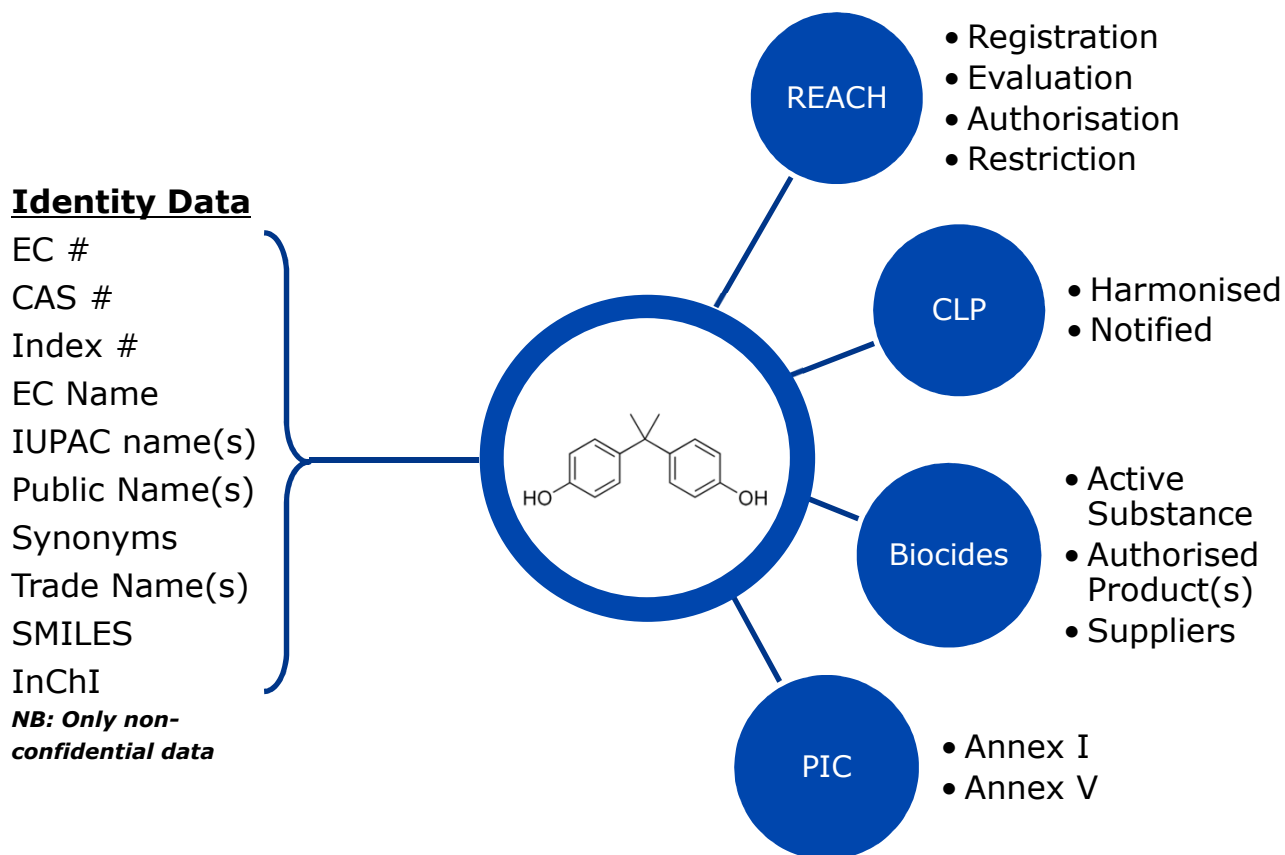 Identity Data
EC #
CAS #
Index #
EC Name
IUPAC name(s)
Public Name(s)
Synonyms
Trade Name(s)
SMILES
InChI
NB: Only non-
confidential data
HO
OH
REACH
• Registration
• Evaluation
• Authorisation
• Restriction
CLP
• Harmonised
• Notified
Biocides
• Active
Substance
• Authorised
Product(s)
• Suppliers
PIC
• Annex I
• Annex V